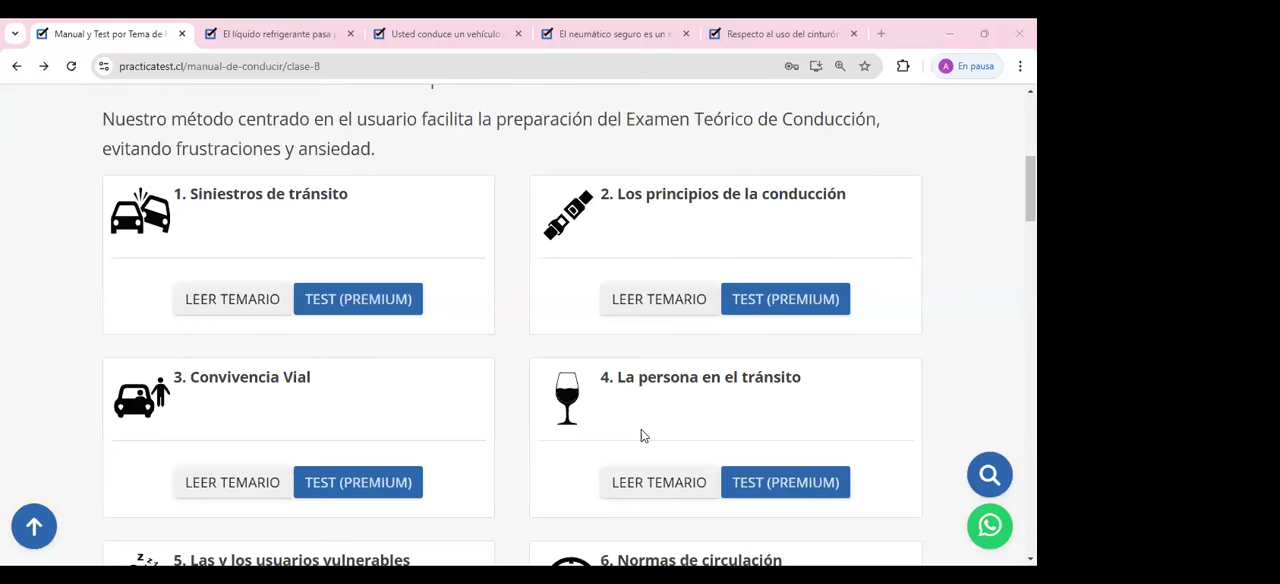 Manual y Test por Tema de
El líquido refrigerante pasa
Usted conduce un vehículo
El neumático seguro es un
Respecto al uso del cinturón
practicatest.cl/manual-de-conducir/clase-B
A
En pausa
Nuestro método centrado en el usuario facilita la preparación del Examen Teórico de Conducción,
evitando frustraciones y ansiedad.
1. Siniestros de tránsito
2. Los principios de la conducción
LEER TEMARIO
TEST (PREMIUM)
LEER TEMARIO
TEST (PREMIUM)
3. Convivencia Vial
4. La persona en el tránsito
LEER TEMARIO
TEST (PREMIUM)
LEER TEMARIO
TEST (PREMIUM)
z z z
5. Las y los usuarios vulnerables
6. Normas de circulación